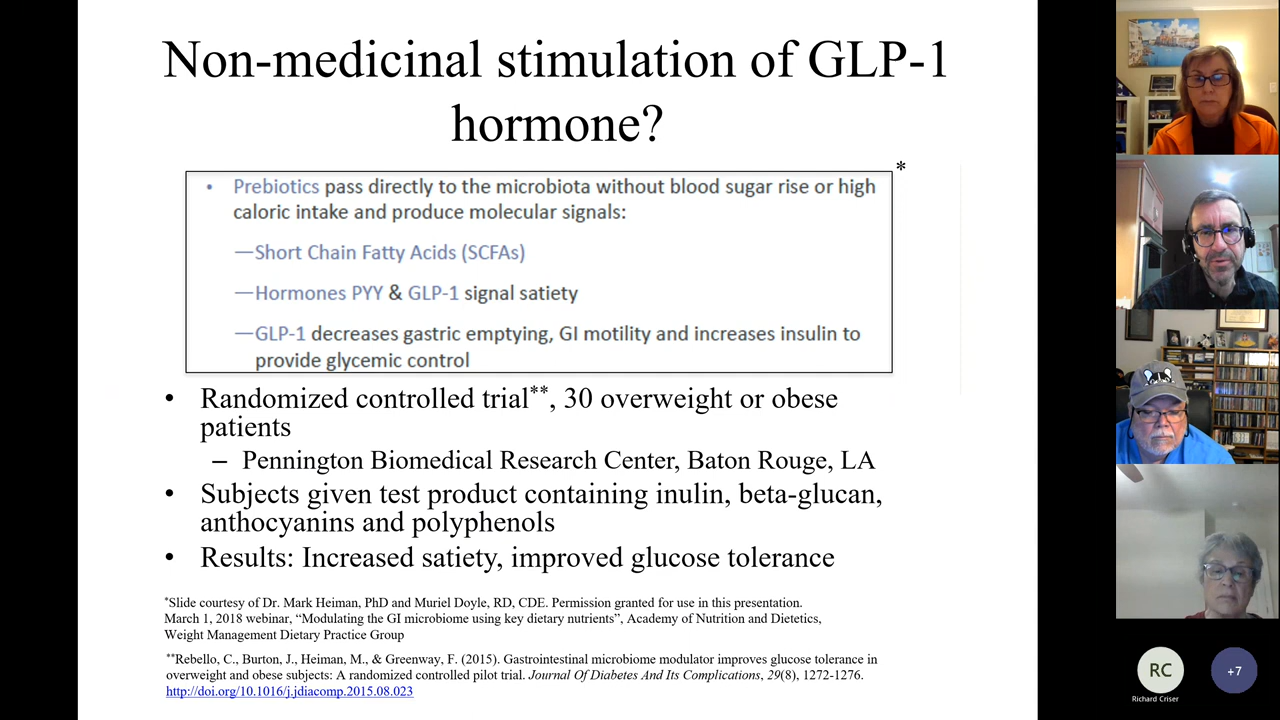 Non-medicinal stimulation of GLP-1
hormone?
*
• Prebiotics pass directly to the microbiota without blood sugar rise or high
caloric intake and produce molecular signals:
—Short Chain Fatty Acids (SCFAs)
—Hormones PYY & GLP-1 signal satiety
—GLP-1 decreases gastric emptying, GI motility and increases insulin to
provide glycemic control
• Randomized controlled trial**, 30 overweight or obese
patients
– Pennington Biomedical Research Center, Baton Rouge, LA
• Subjects given test product containing inulin, beta-glucan,
anthocyanins and polyphenols
• Results: Increased satiety, improved glucose tolerance
*Slide courtesy of Dr. Mark Heiman, PhD and Muriel Doyle, RD, CDE. Permission granted for use in this presentation.
March 1, 2018 webinar, “Modulating the GI microbiome using key dietary nutrients”, Academy of Nutrition and Dietetics,
Weight Management Dietary Practice Group
**Rebello, C., Burton, J., Heiman, M., & Greenway, F. (2015). Gastrointestinal microbiome modulator improves glucose tolerance in
overweight and obese subjects: A randomized controlled pilot trial. Journal Of Diabetes And Its Complications, 29(8), 1272-1276.
http://doi.org/10.1016/j.jdiacomp.2015.08.023
RC
Richard Criser
+7